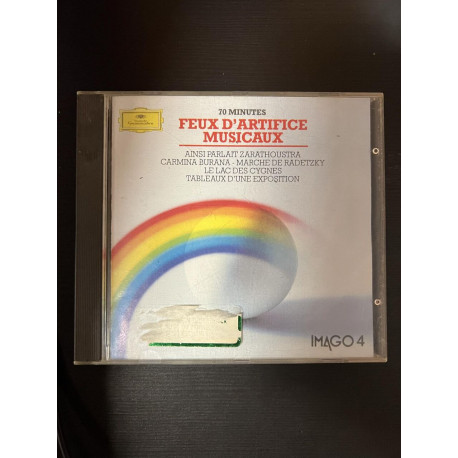 70 MINUTES
FEUX D'ARTIFICE
MUSICAUX
AINSI PARLAIT ZARATHOUSTRA
CARMINA BURANA - MARCHE DE RADETZKY
LE LAC DES CYGNES
TABLEAUX D'UNE EXPOSITION
IMAGO 4